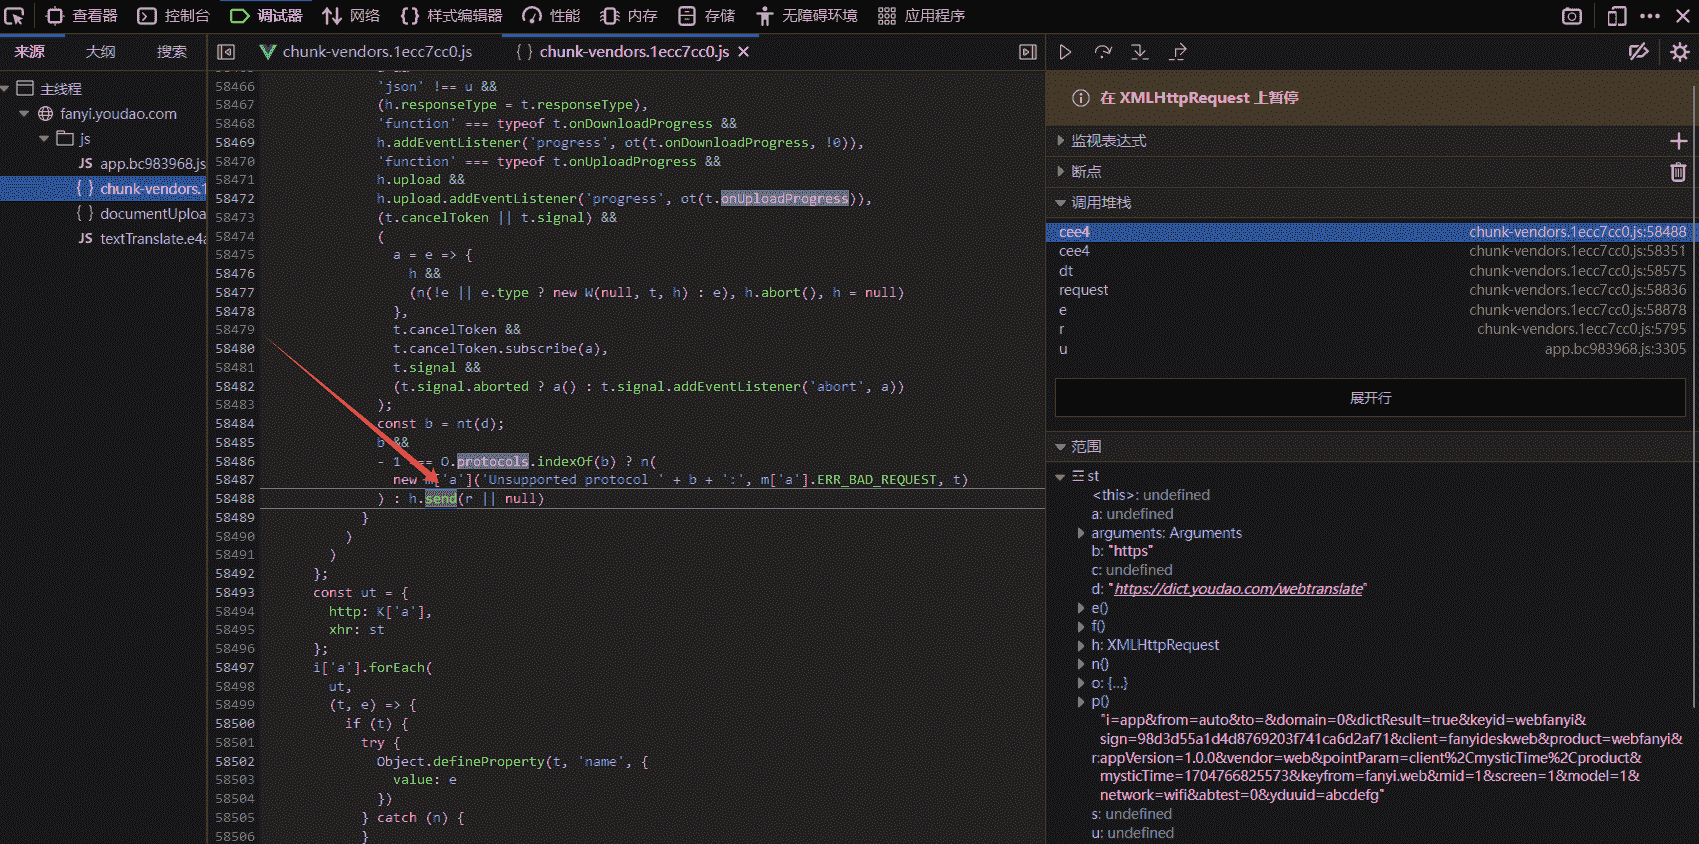 查看器 控制台 调试器 网络 样式编辑器 性能 内存 存储 无障碍环境 应用程序
来源 大纲 搜索
主线程
fanyi.youdao.com
js
JS app.bc983968.js
{ } chunk-vendors.1
{ } documentUploa
JS textTranslate.e4a
chunk-vendors.1ecc7cc0.js { } chunk-vendors.1ecc7cc0.js
58466 'json' !== u &&
58467 (h.responseType = t.responseType),
58468 'function' === typeof t.onDownloadProgress &&
58469 h.addEventListener('progress', ot(t.onDownloadProgress, !0)),
58470 'function' === typeof t.onUploadProgress &&
58471 h.upload &&
58472 h.upload.addEventListener('progress', ot(t.onUploadProgress)),
58473 (t.cancelToken || t.signal) &&
58474 (
58475 a = e => {
58476 h &&
58477 (n(!e || e.type ? new W(null, t, h) : e), h.abort(), h = null)
58478 },
58479 t.cancelToken &&
58480 t.cancelToken.subscribe(a),
58481 t.signal &&
58482 (t.signal.aborted ? a() : t.signal.addEventListener('abort', a))
58483 );
58484 const b = nt(d);
58485 b &&
58486 - 1 === O.protocols.indexOf(b) ? n(
58487 new m['a']('Unsupported protocol ' + b + ':', m['a'].ERR_BAD_REQUEST, t)
58488 ) : h.send(r || null)
58489 }
58490 )
58491 )
58492 };
58493 const ut = {
58494 http: K['a'],
58495 xhr: st
58496 };
58497 i['a'].forEach(
58498 ut,
58499 (t, e) => {
58500 if (t) {
58501 try {
58502 Object.defineProperty(t, 'name', {
58503 value: e
58504 })
58505 } catch (n) {
58506 }
在 XMLHttpRequest 上暂停
监视表达式
断点
调用堆栈
cee4 chunk-vendors.1ecc7cc0.js:58488
cee4 chunk-vendors.1ecc7cc0.js:58351
dt chunk-vendors.1ecc7cc0.js:58575
request chunk-vendors.1ecc7cc0.js:58836
e chunk-vendors.1ecc7cc0.js:58878
r chunk-vendors.1ecc7cc0.js:5795
u app.bc983968.js:3305
展开行
范围
st
<this>: undefined
a: undefined
arguments: Arguments
b: "https"
c: undefined
d: "https://dict.youdao.com/webtranslate"
e()
f()
h: XMLHttpRequest
n()
o: {…}
p()
"i=app&from=auto&to=&domain=0&dictResult=true&keyid=webfanyi&
sign=98d3d55a1d4d8769203f741ca6d2af71&client=fanyideskweb&product=webfanyi&
r:appVersion=1.0.0&vendor=web&pointParam=client%2CmysticTime%2Cproduct&
mysticTime=1704766825573&keyfrom=fanyi.web&mid=1&screen=1&model=1&
network=wifi&abtest=0&yduuid=abcdefg"
s: undefined
u: undefined